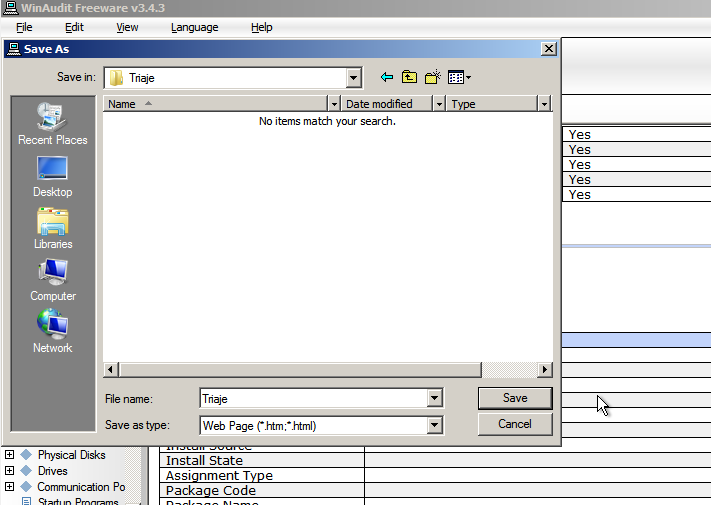 WinAudit Freeware v3.4.3
File Edit View Language Help
Save As
Save in: Triaje
Name Date modified Type
No items match your search.
Recent Places
Desktop
Libraries
Computer
Network
File name: Triaje Save
Save as type: Web Page (*.htm;*.html) Cancel
Yes
Yes
Yes
Yes
Yes
Physical Disks
Drives
Communication Po
Startup Programs
Install Source
Install State
Assignment Type
Package Code
Package Name